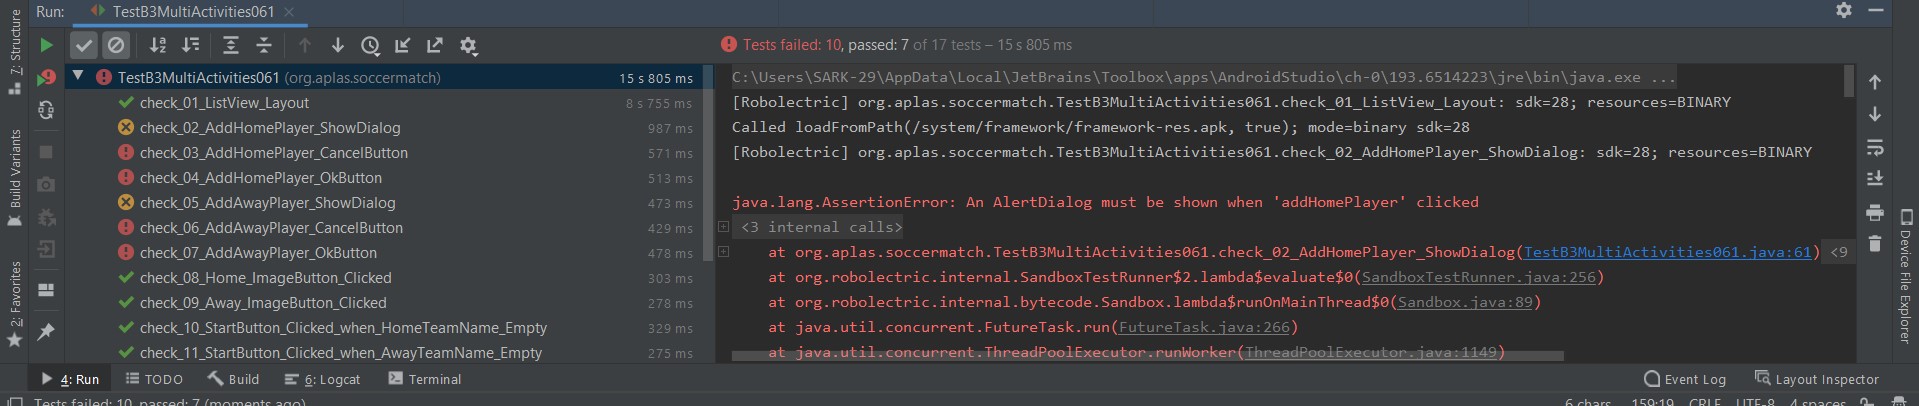 Run: TestB3MultiActivities061 ×
Tests failed: 10, passed: 7 of 17 tests – 15 s 805 ms
TestB3MultiActivities061 (org.aplas.soccermatch) 15 s 805 ms
check_01_ListView_Layout 8 s 755 ms
check_02_AddHomePlayer_ShowDialog 987 ms
check_03_AddHomePlayer_CancelButton 571 ms
check_04_AddHomePlayer_OkButton 513 ms
check_05_AddAwayPlayer_ShowDialog 473 ms
check_06_AddAwayPlayer_CancelButton 429 ms
check_07_AddAwayPlayer_OkButton 478 ms
check_08_Home_ImageButton_Clicked 303 ms
check_09_Away_ImageButton_Clicked 278 ms
check_10_StartButton_Clicked_when_HomeTeamName_Empty 329 ms
check_11_StartButton_Clicked_when_AwayTeamName_Empty 275 ms
C:\Users\SARK-29\AppData\Local\JetBrains\Toolbox\apps\AndroidStudio\ch-0\193.6514223\jre\bin\java.exe ...
[Robolectric] org.aplas.soccermatch.TestB3MultiActivities061.check_01_ListView_Layout: sdk=28; resources=BINARY
Called loadFromPath(/system/framework/framework-res.apk, true); mode=binary sdk=28
[Robolectric] org.aplas.soccermatch.TestB3MultiActivities061.check_02_AddHomePlayer_ShowDialog: sdk=28; resources=BINARY
java.lang.AssertionError: An AlertDialog must be shown when 'addHomePlayer' clicked
<3 internal calls>
at org.aplas.soccermatch.TestB3MultiActivities061.check_02_AddHomePlayer_ShowDialog(TestB3MultiActivities061.java:61) <9
at org.robolectric.internal.SandboxTestRunner$2.lambda$evaluate$0(SandboxTestRunner.java:256)
at org.robolectric.internal.bytecode.Sandbox.lambda$runOnMainThread$0(Sandbox.java:89)
at java.util.concurrent.FutureTask.run(FutureTask.java:266)
at java.util.concurrent.ThreadPoolExecutor.runWorker(ThreadPoolExecutor.java:1149)
7: Structure
Build Variants
2: Favorites
Device File Explorer
4: Run TODO Build 6: Logcat Terminal Event Log Layout Inspector
Tests failed: 10, passed: 7 (moments ago) 6 chars 159:19 CRLF UTF-8 4 spaces